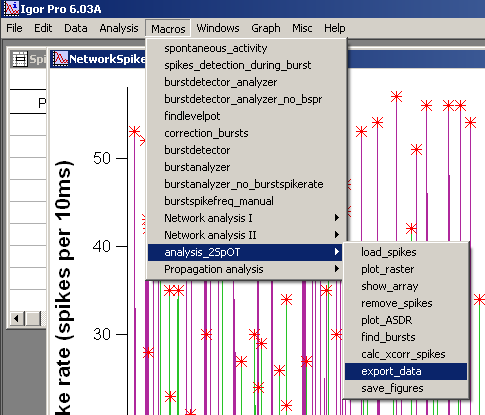 Igor Pro 6.03A
File Edit Data Analysis Macros Windows Graph Misc Help
NetworkSpike
spontaneous_activity
spikes_detection_during_burst
burstdetector_analyzer
burstdetector_analyzer_no_bspr
findlevelpot
correction_bursts
burstdetector
burstanalyzer
burstanalyzer_no_burstspikerate
burstspikefreq_manual
Network analysis I
Network analysis II
analysis_2SpOT
Propagation analysis
load_spikes
plot_raster
show_array
remove_spikes
plot_ASDR
find_bursts
calc_xcorr_spikes
export_data
save_figures
Sp
P
50
40
30
ke rate (spikes per 10ms)